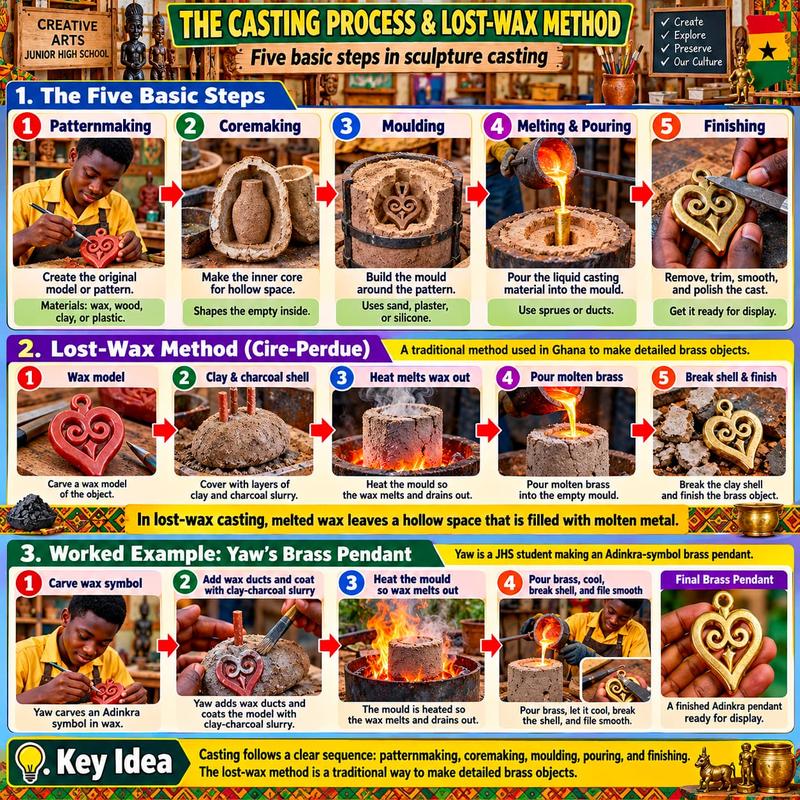 CREATIVE
ARTS
JUNIOR HIGH SCHOOL
THE CASTING PROCESS & LOST-WAX METHOD
Five basic steps in sculpture casting
✓ Create
✓ Explore
✓ Preserve
✓ Our Culture
1. The Five Basic Steps
1 Patternmaking
Create the original
model or pattern.
Materials: wax, wood,
clay, or plastic.
2 Coremaking
Make the inner core
for hollow space.
Shapes the empty inside.
3 Moulding
Build the mould
around the pattern.
Uses sand, plaster,
or silicone.
4 Melting & Pouring
Pour the liquid casting
material into the mould.
Use sprues or ducts.
5 Finishing
Remove, trim, smooth,
and polish the cast.
Get it ready for display.
2. Lost-Wax Method (Cire-Perdue)
A traditional method used in Ghana to make detailed brass objects.
1 Wax model
Carve a wax model
of the object.
2 Clay & charcoal shell
Cover with layers of
clay and charcoal slurry.
3 Heat melts wax out
Heat the mould so
the wax melts and drains out.
4 Pour molten brass
Pour molten brass
into the empty mould.
5 Break shell & finish
Break the clay shell
and finish the brass object.
In lost-wax casting, melted wax leaves a hollow space that is filled with molten metal.
3. Worked Example: Yaw's Brass Pendant
Yaw is a JHS student making an Adinkra-symbol brass pendant.
1 Carve wax symbol
Yaw carves an Adinkra
symbol in wax.
2 Add wax ducts and coat
with clay-charcoal slurry
Yaw adds wax ducts and
coats the model with
clay-charcoal slurry.
3 Heat the mould
so wax melts out
The mould is heated so
the wax melts and drains out.
4 Pour brass, cool,
break shell, and file smooth
Pour brass, let it cool, break
the shell, and file smooth.
Final Brass Pendant
A finished Adinkra pendant
ready for display.
. Key Idea
Casting follows a clear sequence: patternmaking, coremaking, moulding, pouring, and finishing.
The lost-wax method is a traditional way to make detailed brass objects.